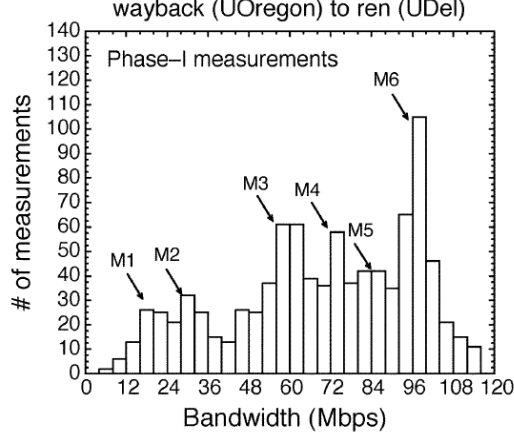 wayback (UOregon) to ren (UDel)
Phase–I measurements
# of measurements
140
130
120
110
100
90
80
70
60
50
40
30
20
10
0
M1
M2
M3
M4
M5
M6
0 12 24 36 48 60 72 84 96 108 120
Bandwidth (Mbps)